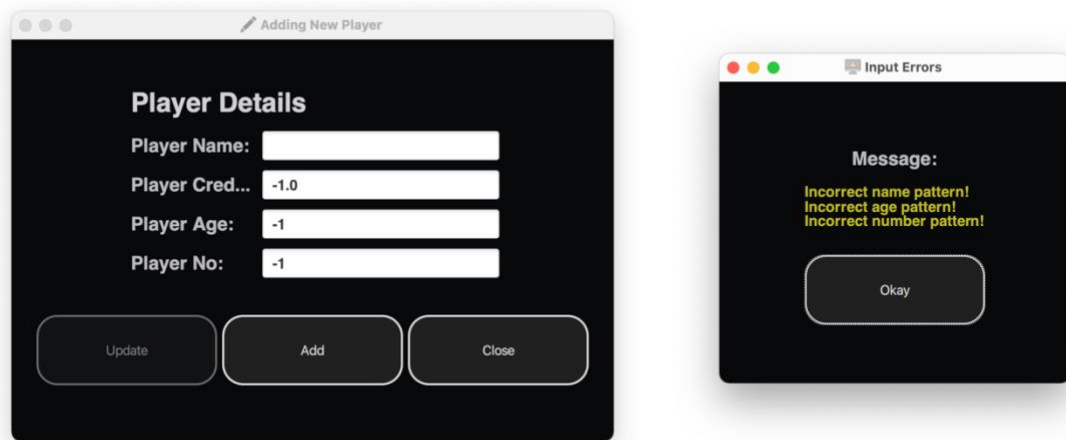 Adding New Player
Player Details
Player Name:
Player Cred... -1.0
Player Age: -1
Player No: -1
Update Add Close
Input Errors
Message:
Incorrect name pattern!
Incorrect age pattern!
Incorrect number pattern!
Okay